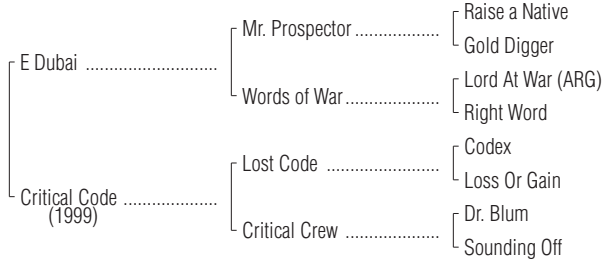 Raise a Native
Mr. Prospector ....................
Gold Digger
E Dubai ...............................
Lord At War (ARG)
Words of War ......................
Right Word
Codex
Lost Code ...........................
Loss Or Gain
Critical Code ......................
(1999)
Dr. Blum
Critical Crew ......................
Sounding Off